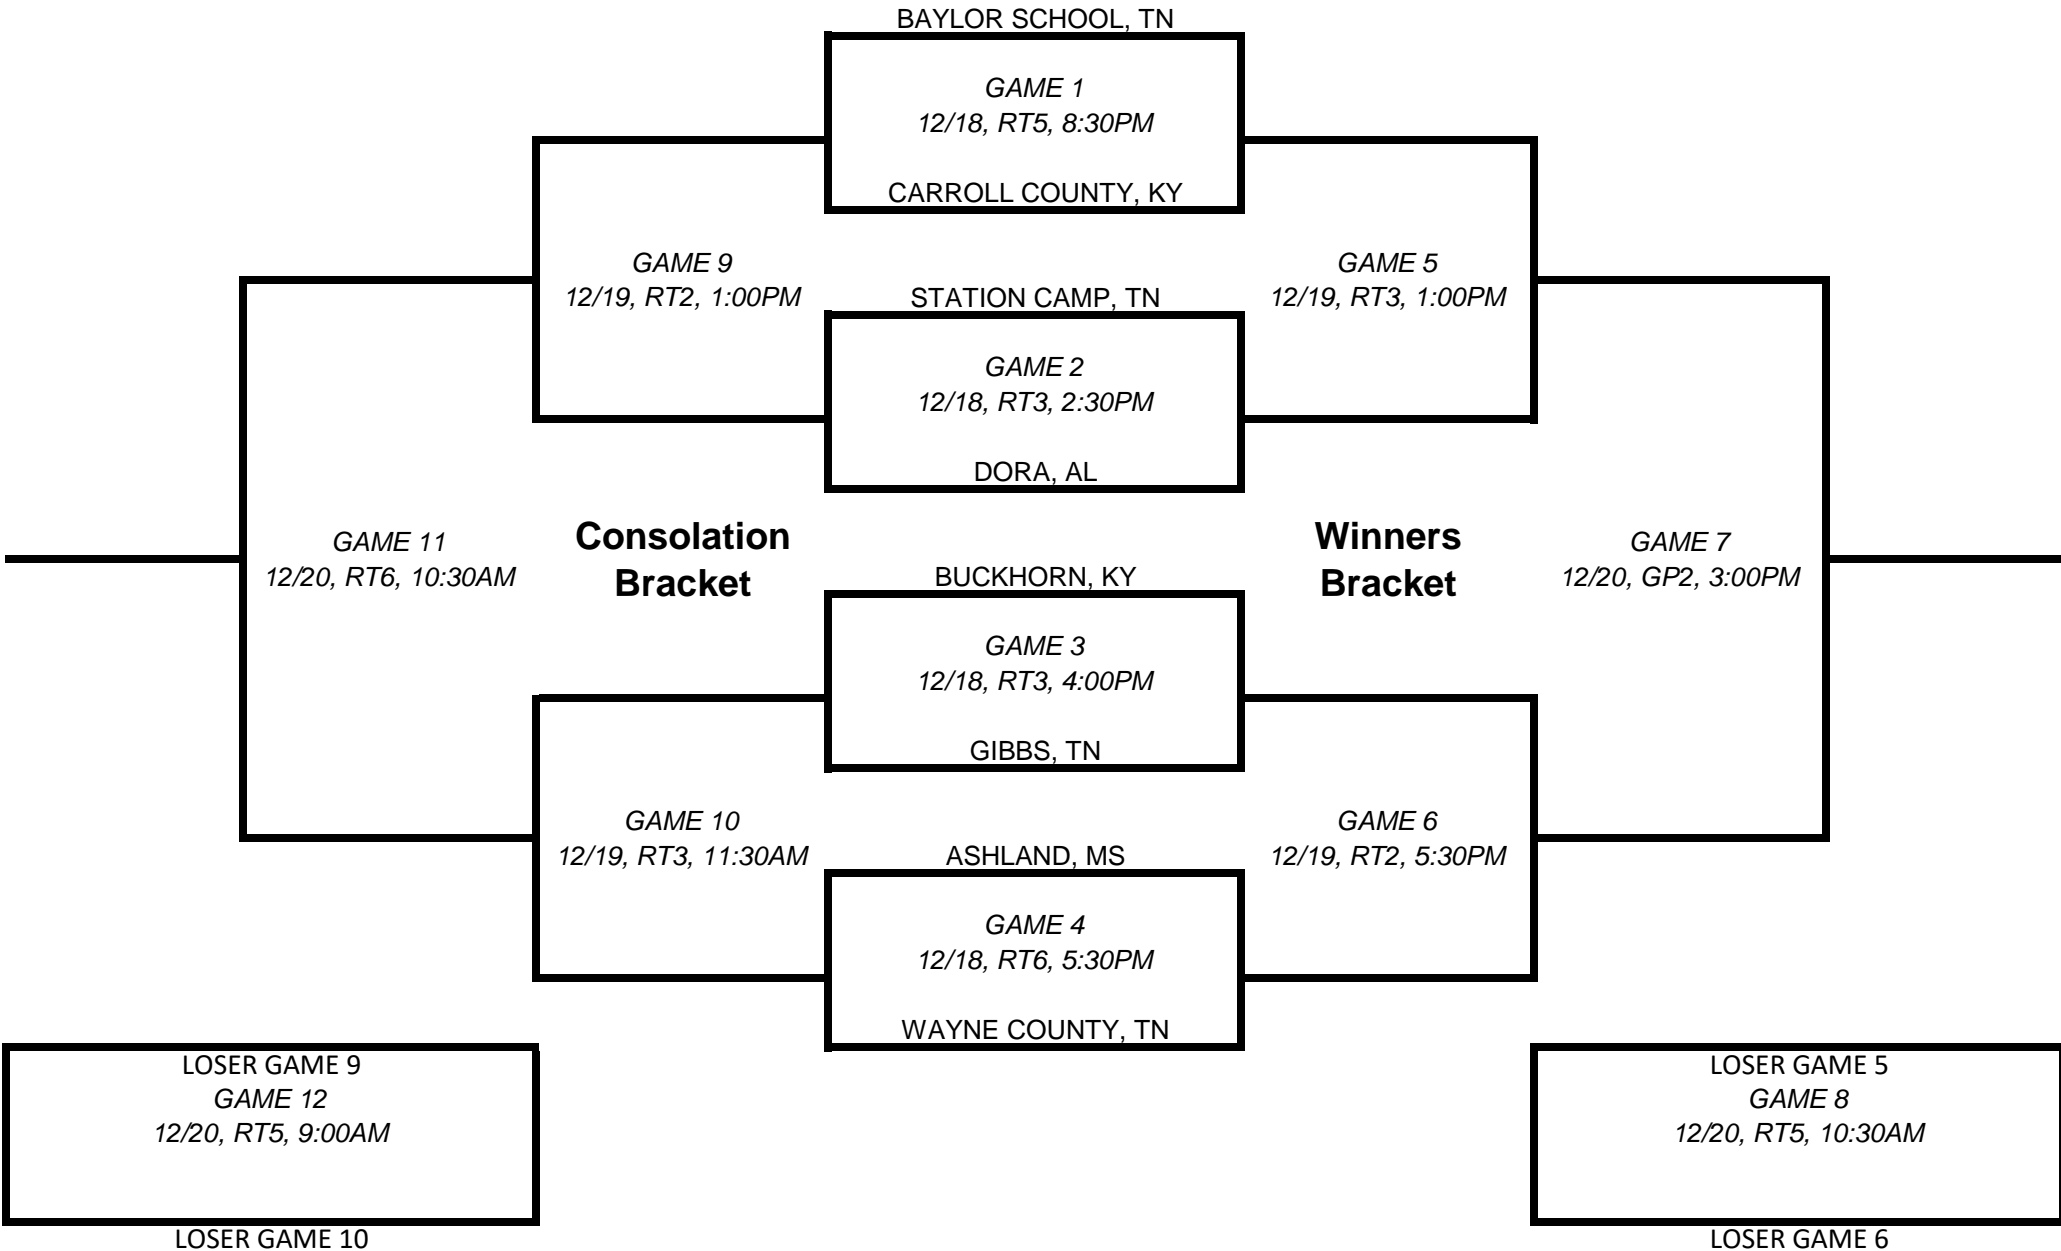 BAYLOR SCHOOL, TN
GAME 1
12/18, RT5, 8:30PM
CARROLL COUNTY, KY
GAME 9
12/19, RT2, 1:00PM
GAME 5
12/19, RT3, 1:00PM
STATION CAMP, TN
GAME 2
12/18, RT3, 2:30PM
DORA, AL
GAME 11
12/20, RT6, 10:30AM
Consolation
Bracket
Winners
Bracket
GAME 7
12/20, GP2, 3:00PM
BUCKHORN, KY
GAME 3
12/18, RT3, 4:00PM
GIBBS, TN
GAME 10
12/19, RT3, 11:30AM
GAME 6
12/19, RT2, 5:30PM
ASHLAND, MS
GAME 4
12/18, RT6, 5:30PM
WAYNE COUNTY, TN
LOSER GAME 9
GAME 12
12/20, RT5, 9:00AM
LOSER GAME 10
LOSER GAME 5
GAME 8
12/20, RT5, 10:30AM
LOSER GAME 6